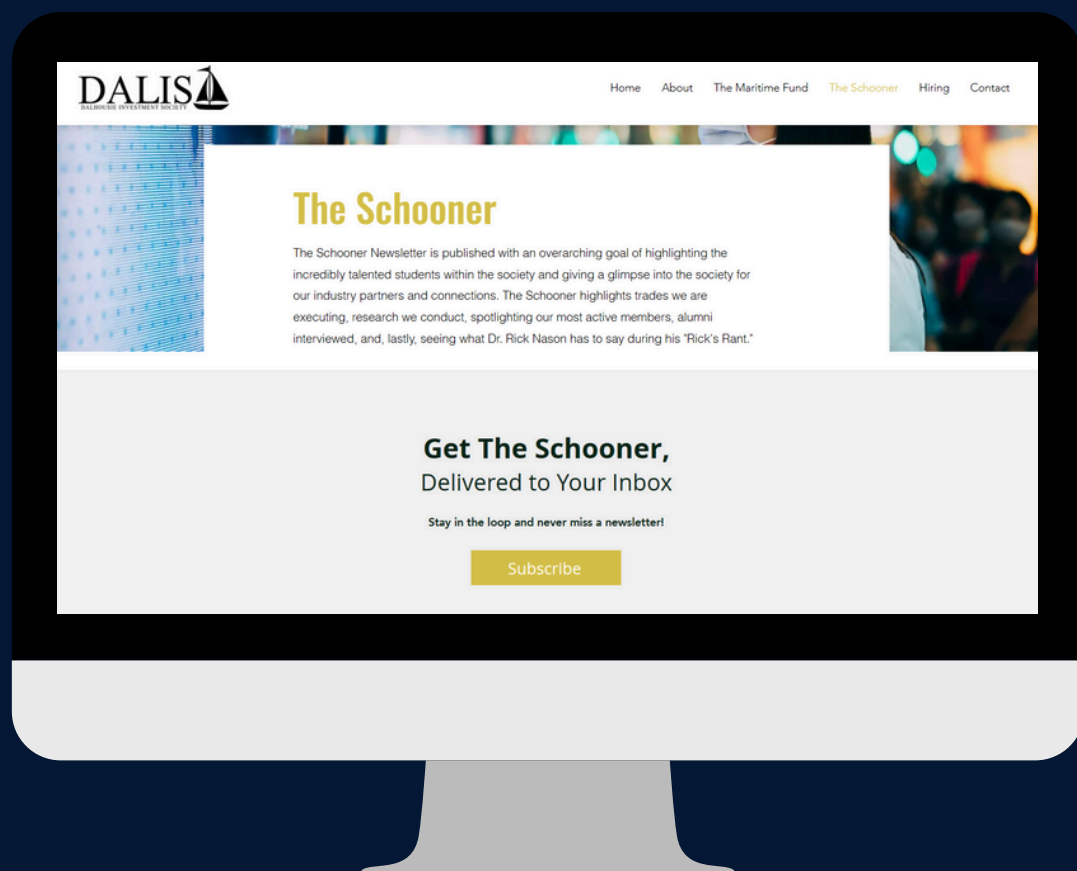 DALIS
DALHOUSIE INVESTMENT SOCIETY
Home About The Maritime Fund The Schooner Hiring Contact
The Schooner
The Schooner Newsletter is published with an overarching goal of highlighting the
incredibly talented students within the society and giving a glimpse into the society for
our industry partners and connections. The Schooner highlights trades we are
executing, research we conduct, spotlighting our most active members, alumni
interviewed, and, lastly, seeing what Dr. Rick Nason has to say during his "Rick's Rant."
Get The Schooner,
Delivered to Your Inbox
Stay in the loop and never miss a newsletter!
Subscribe